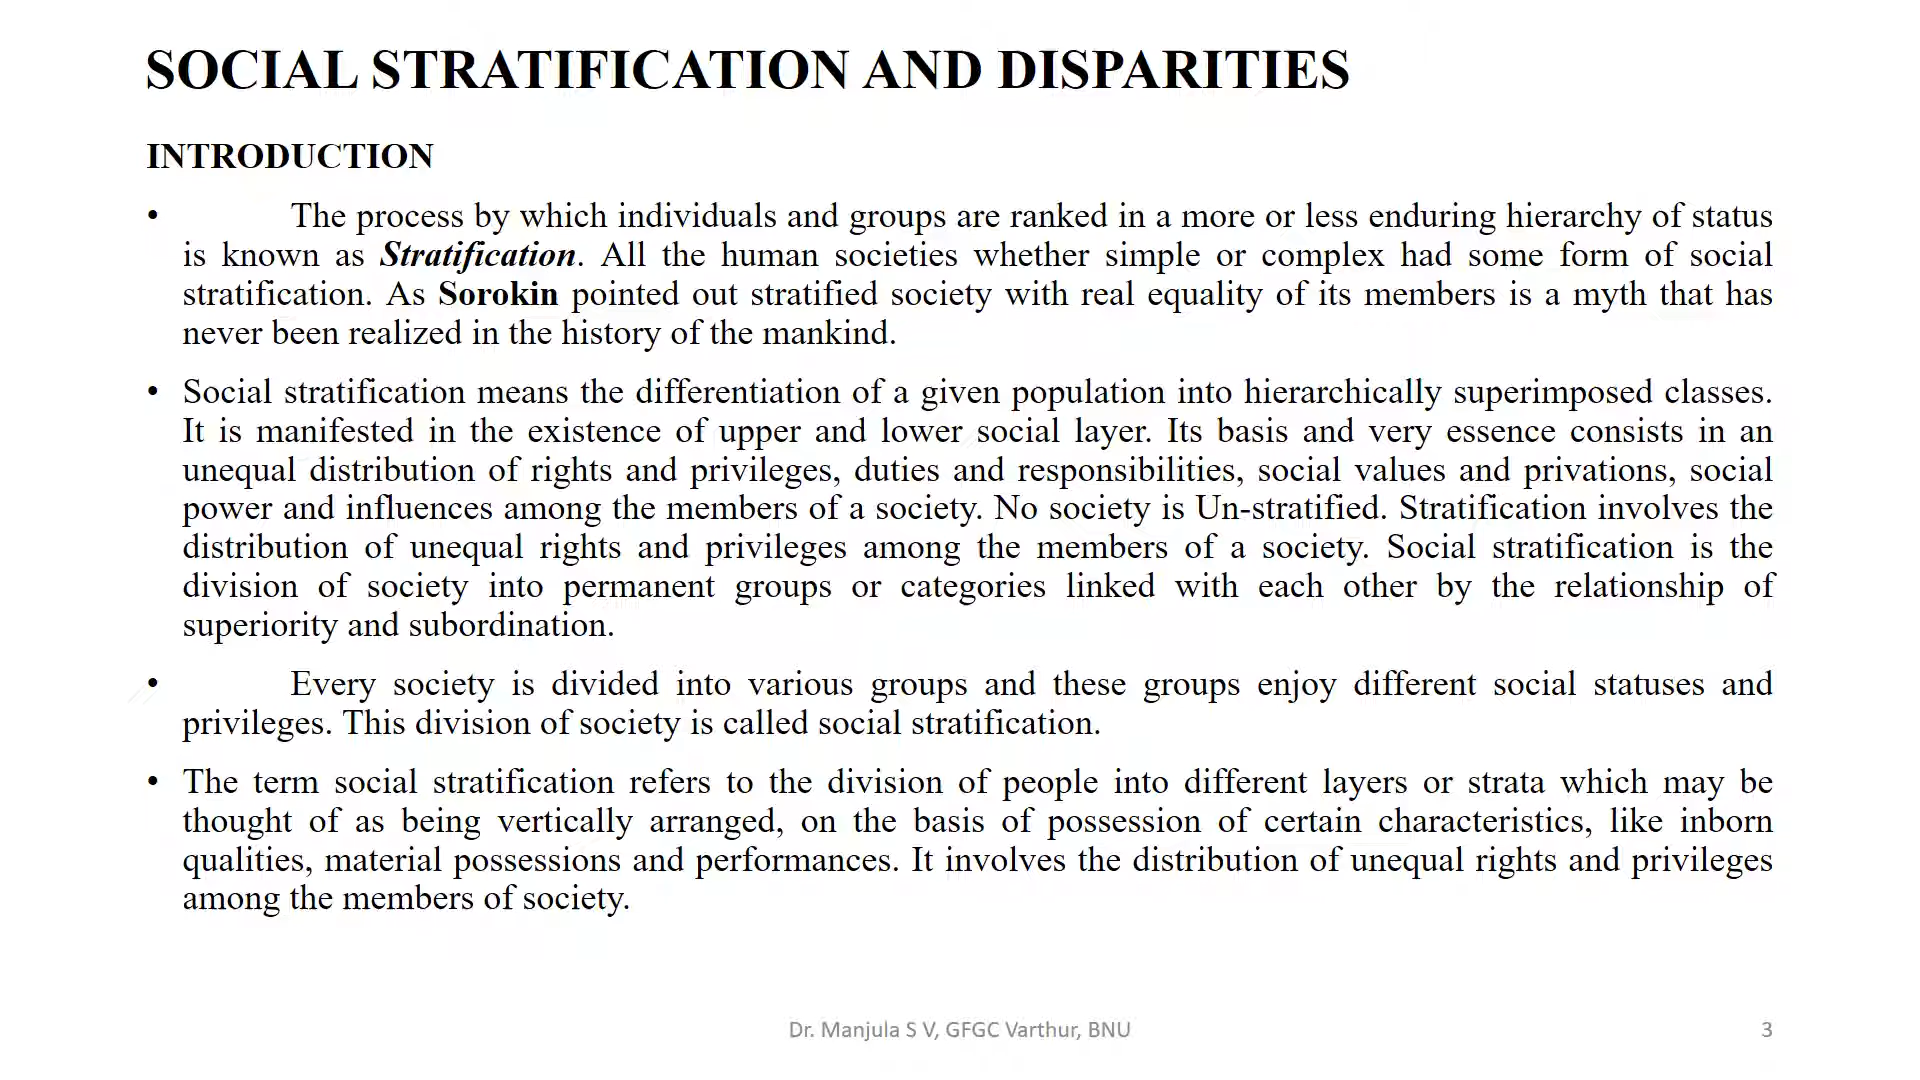 SOCIAL STRATIFICATION AND DISPARITIES
INTRODUCTION
• The process by which individuals and groups are ranked in a more or less enduring hierarchy of status
is known as Stratification. All the human societies whether simple or complex had some form of social
stratification. As Sorokin pointed out stratified society with real equality of its members is a myth that has
never been realized in the history of the mankind.
• Social stratification means the differentiation of a given population into hierarchically superimposed classes.
It is manifested in the existence of upper and lower social layer. Its basis and very essence consists in an
unequal distribution of rights and privileges, duties and responsibilities, social values and privations, social
power and influences among the members of a society. No society is Un-stratified. Stratification involves the
distribution of unequal rights and privileges among the members of a society. Social stratification is the
division of society into permanent groups or categories linked with each other by the relationship of
superiority and subordination.
• Every society is divided into various groups and these groups enjoy different social statuses and
privileges. This division of society is called social stratification.
• The term social stratification refers to the division of people into different layers or strata which may be
thought of as being vertically arranged, on the basis of possession of certain characteristics, like inborn
qualities, material possessions and performances. It involves the distribution of unequal rights and privileges
among the members of society.
Dr. Manjula S V, GFGC Varthur, BNU
3